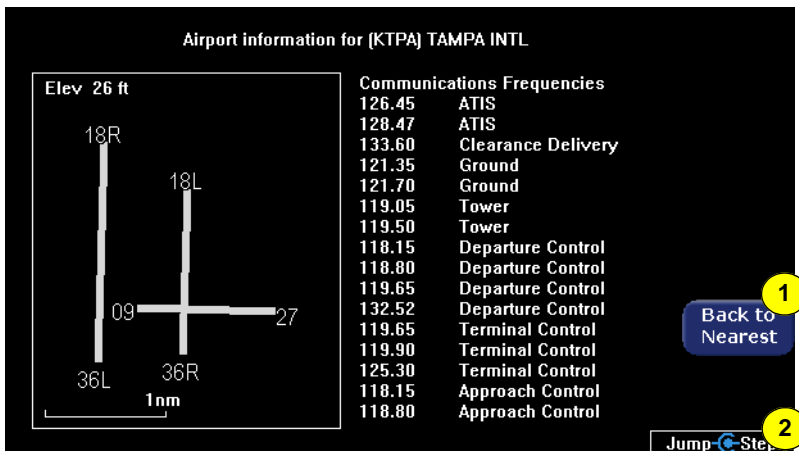 Airport information for (KTPA) TAMPA INTL
Elev 26 ft
18R
18L
09
27
36L
36R
1nm
Communications Frequencies
126.45 ATIS
128.47 ATIS
133.60 Clearance Delivery
121.35 Ground
121.70 Ground
119.05 Tower
119.50 Tower
118.15 Departure Control
118.80 Departure Control
119.65 Departure Control
132.52 Departure Control
119.65 Terminal Control
119.90 Terminal Control
125.30 Terminal Control
118.15 Approach Control
118.80 Approach Control
1
Back to
Nearest
2
Jump Step